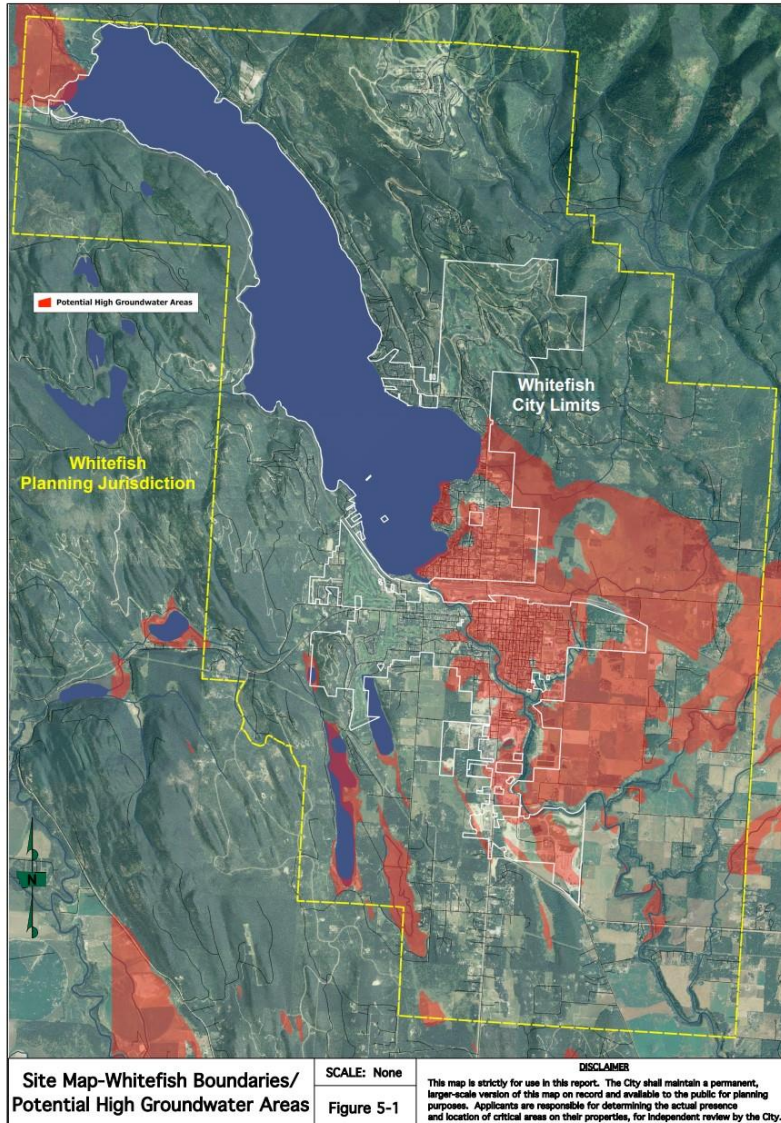 Potential High Groundwater Areas
Whitefish
City Limits
Whitefish
Planning Jurisdiction
N
Site Map-Whitefish Boundaries/
Potential High Groundwater Areas
SCALE: None
Figure 5-1
DISCLAIMER
This map is strictly for use in this report. The City shall maintain a permanent,
larger-scale version of this map on record and available to the public for planning
purposes. Applicants are responsible for determining the actual presence
and location of critical areas on their properties, for independent review by the City.